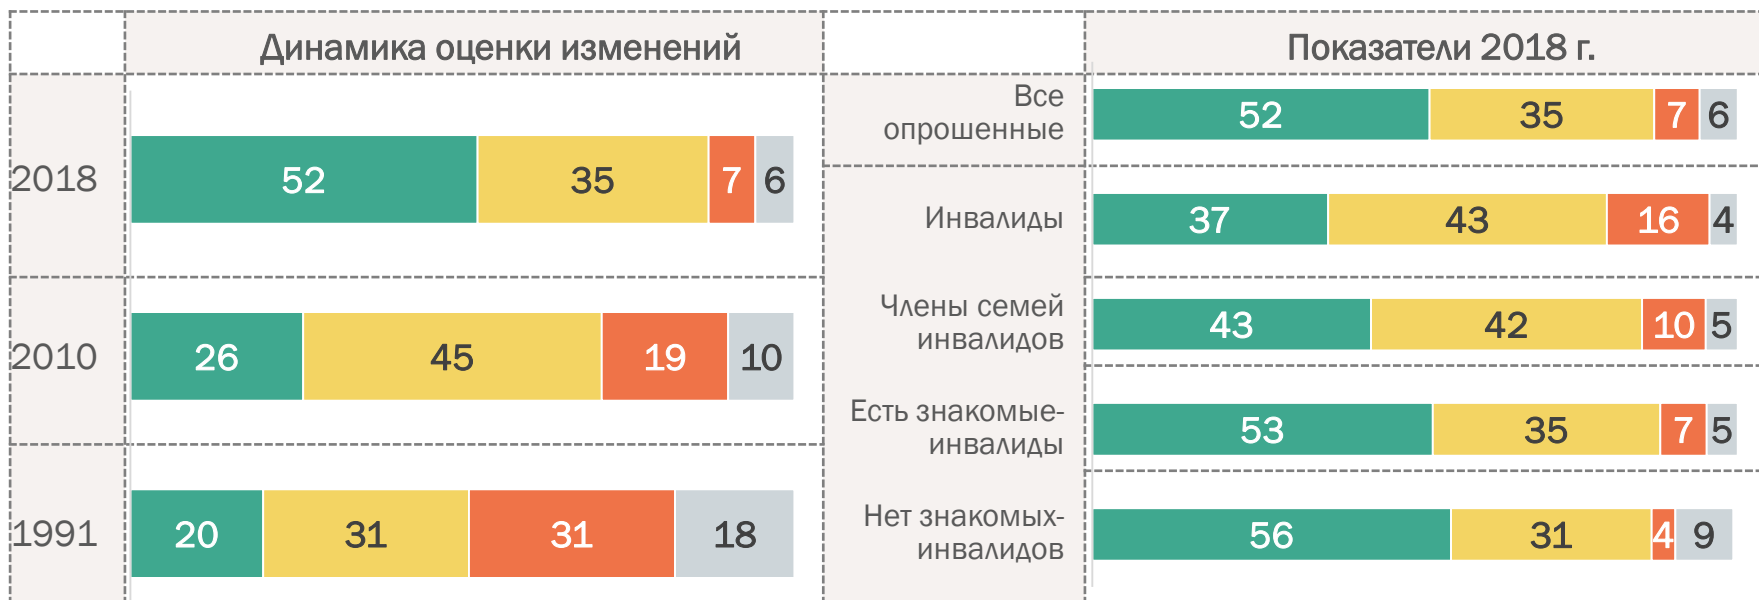 Динамика оценки изменений
2018
52 35 7 6
2010
26 45 19 10
1991
20 31 31 18
Показатели 2018 г.
Все
опрошенные
52 35 7 6
Инвалиды
37 43 16 4
Члены семей
инвалидов
43 42 10 5
Есть знакомые-
инвалиды
53 35 7 5
Нет знакомых-
инвалидов
56 31 4 9